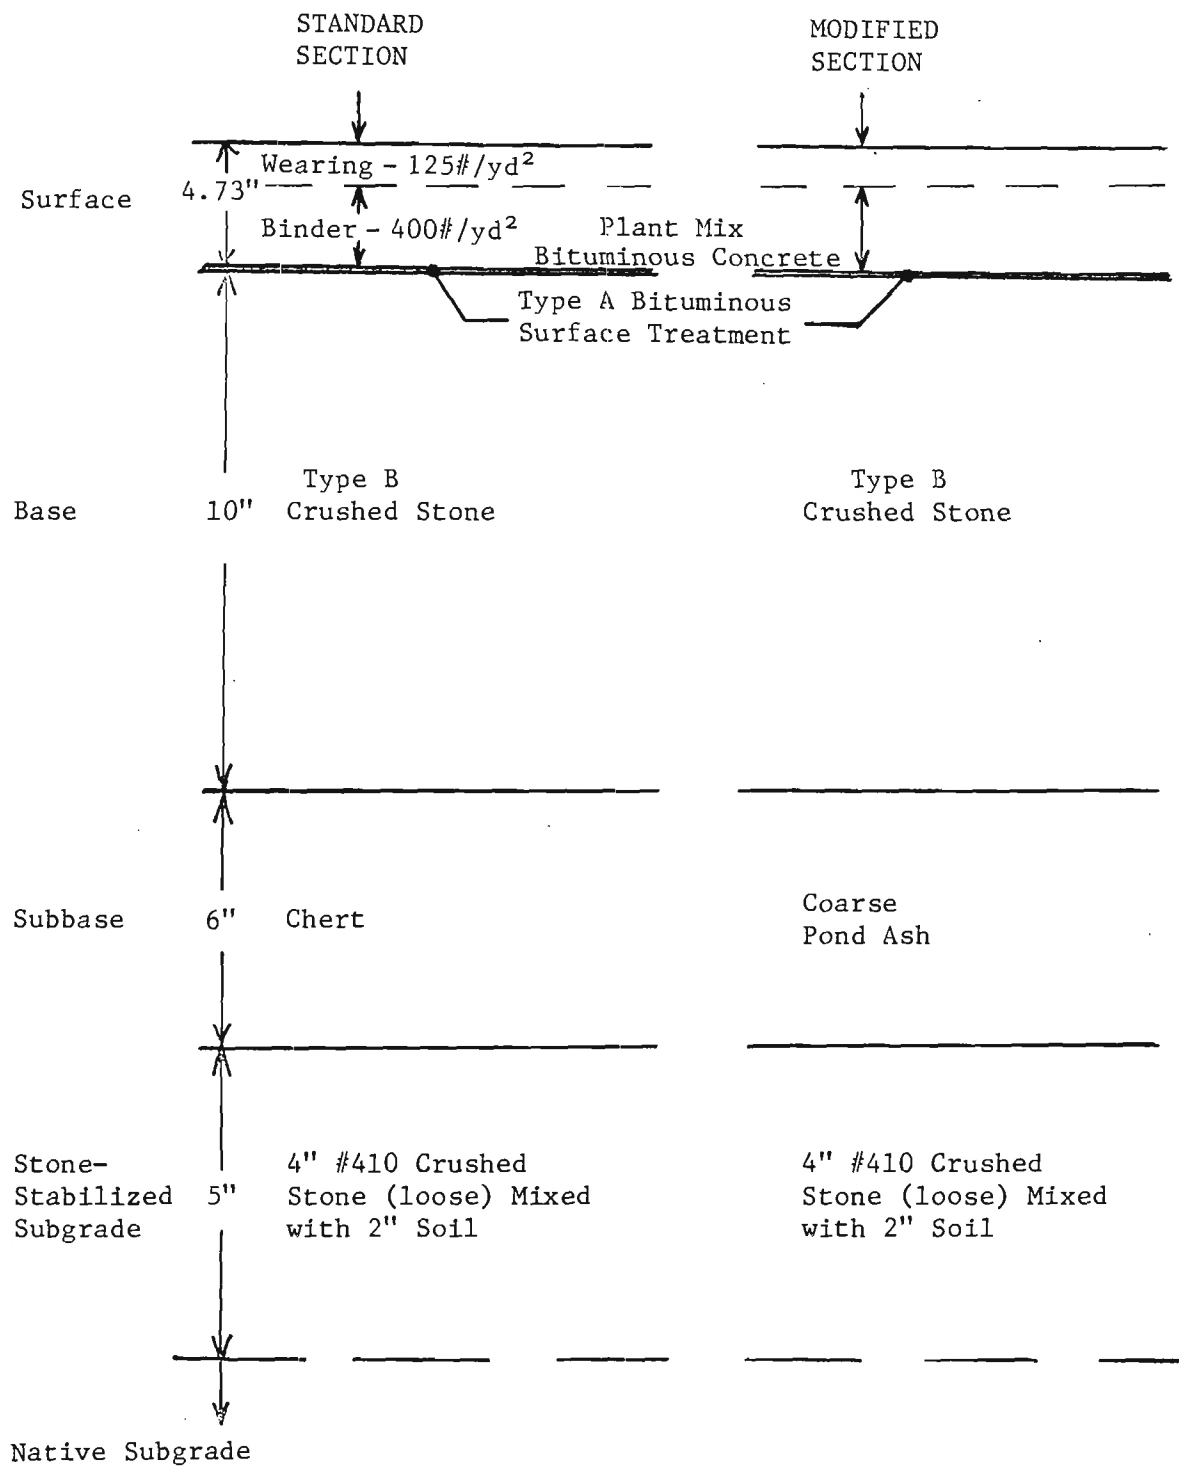 STANDARD
SECTION
MODIFIED
SECTION
Surface
4.73"
Wearing - 125#/yd²
Binder - 400#/yd²
Plant Mix
Bituminous Concrete
Type A Bituminous
Surface Treatment
Base
10"
Type B
Crushed Stone
Type B
Crushed Stone
Subbase
6"
Chert
Coarse
Pond Ash
Stone-
Stabilized
Subgrade
5"
4" #410 Crushed
Stone (loose) Mixed
with 2" Soil
4" #410 Crushed
Stone (loose) Mixed
with 2" Soil
Native Subgrade